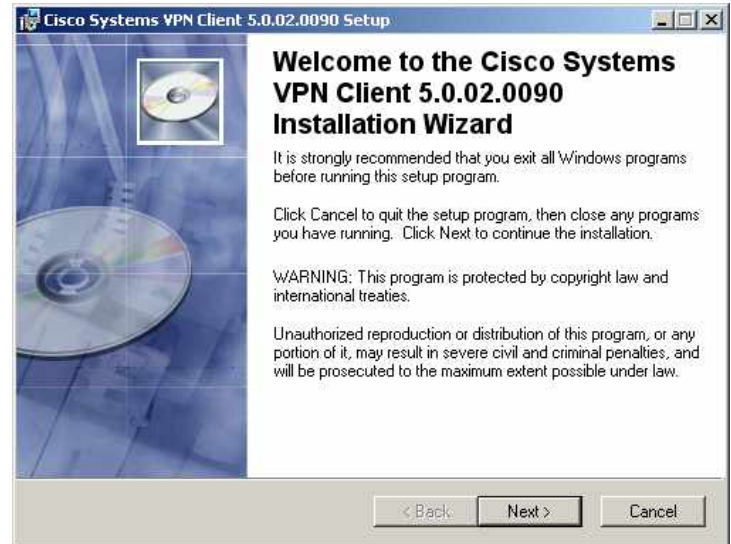 Cisco Systems VPN Client 5.0.02.0090 Setup
Welcome to the Cisco Systems
VPN Client 5.0.02.0090
Installation Wizard
It is strongly recommended that you exit all Windows programs
before running this setup program.
Click Cancel to quit the setup program, then close any programs
you have running. Click Next to continue the installation.
WARNING: This program is protected by copyright law and
international treaties.
Unauthorized reproduction or distribution of this program, or any
portion of it, may result in severe civil and criminal penalties, and
will be prosecuted to the maximum extent possible under law.
< Back
Next >
Cancel